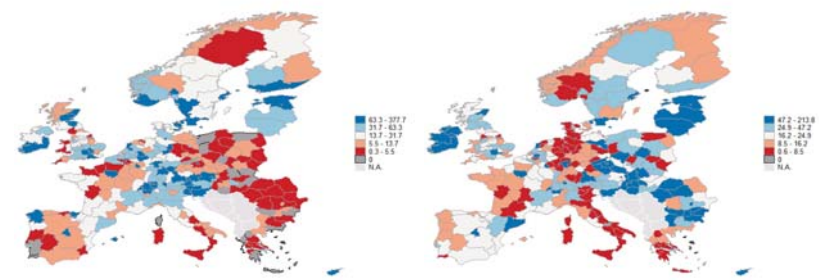 63.3 - 377.7
31.7 - 63.3
13.7 - 31.7
5.5 - 13.7
0.3 - 5.5
0
N.A.
47.2 - 213.8
24.9 - 47.2
16.2 - 24.9
8.5 - 16.2
0.6 - 8.5
0
N.A.